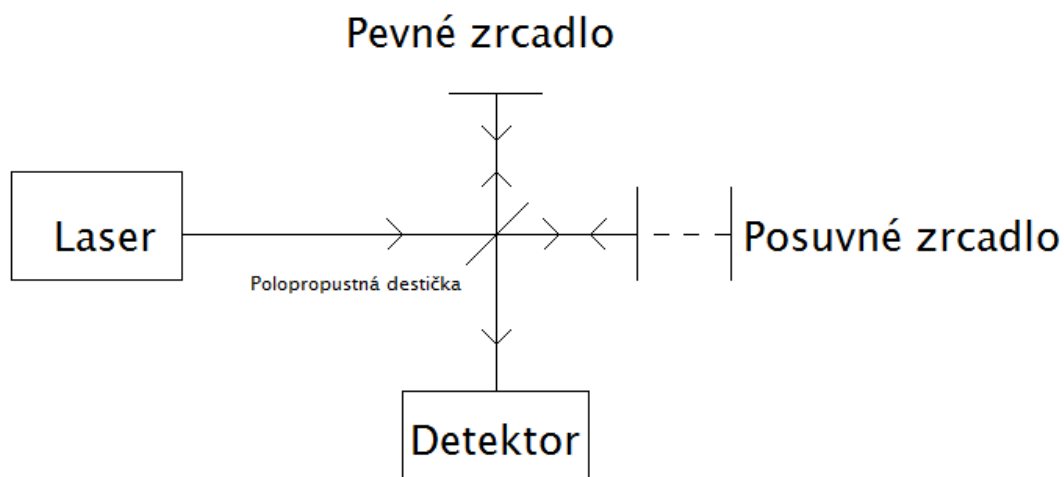 Pevné zrcadlo
Laser
Posuvné zrcadlo
Polopropustná destička
Detektor